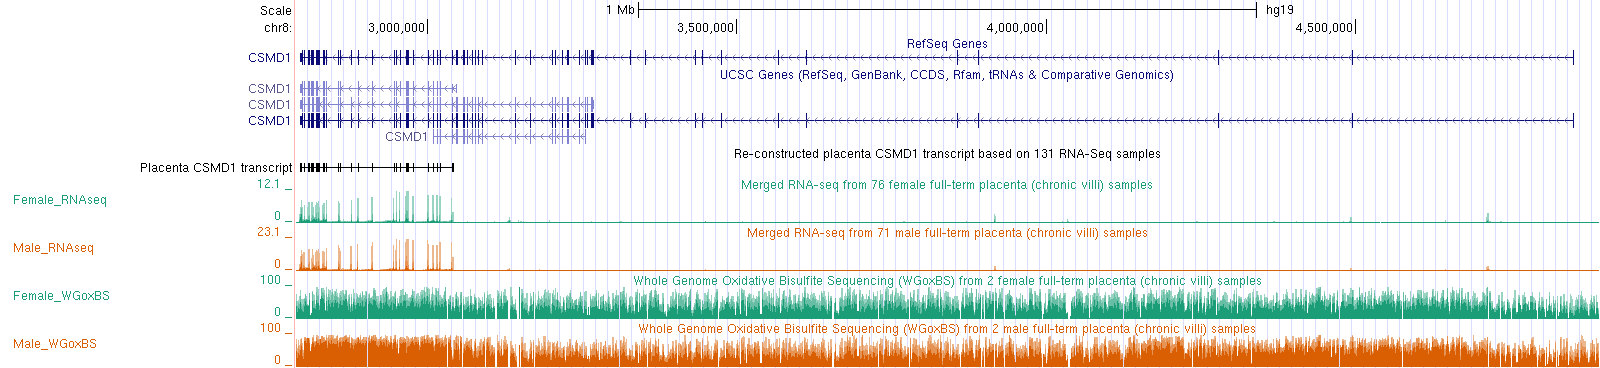 Scale 1 Mb hg19
chr8: 3,000,000 3,500,000 4,000,000 4,500,000
RefSeq Genes
CSMD1
UCSC Genes (RefSeq, GenBank, CCDS, Rfam, tRNAs & Comparative Genomics)
CSMD1
CSMD1
CSMD1
CSMD1
Re-constructed placenta CSMD1 transcript based on 131 RNA-Seq samples
Placenta CSMD1 transcript
12.1 Merged RNA-seq from 76 female full-term placenta (chronic villi) samples
Female_RNAseq
0
23.1 Merged RNA-seq from 71 male full-term placenta (chronic villi) samples
Male_RNAseq
0
100 Whole Genome Oxidative Bisulfite Sequencing (WGoxBS) from 2 female full-term placenta (chronic villi) samples
Female_WGoxBS
0
100 Whole Genome Oxidative Bisulfite Sequencing (WGoxBS) from 2 male full-term placenta (chronic villi) samples
Male_WGoxBS
0